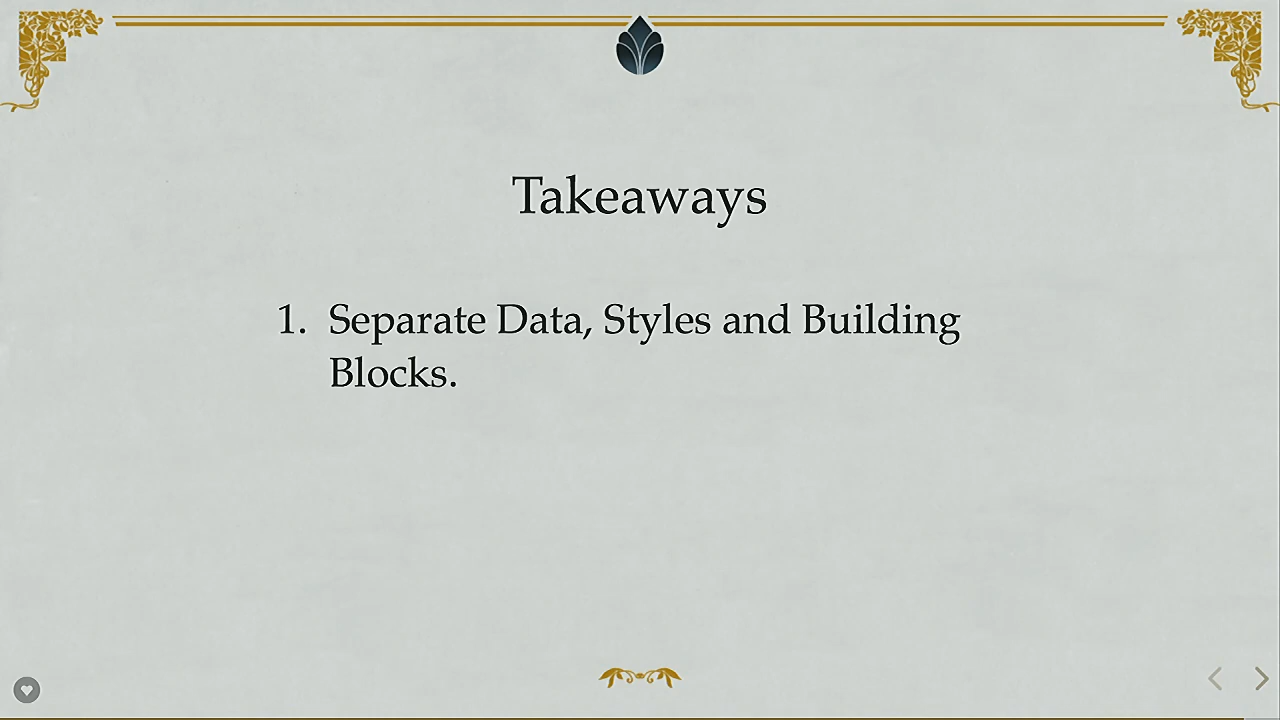 Takeaways
1. Separate Data, Styles and Building
Blocks.